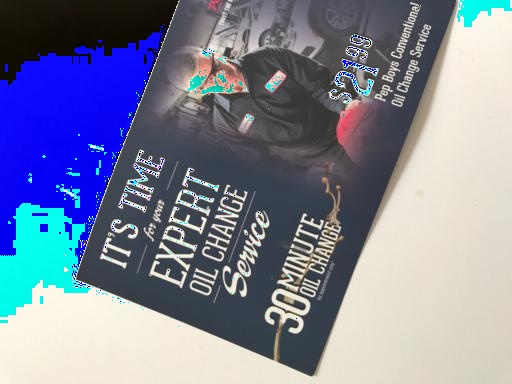 $21.99
Pep Boys Conventional
Oil Change Service
IT'S TIME
for your
EXPERT
OIL CHANGE
Service
30 MINUTE
OIL CHANGE